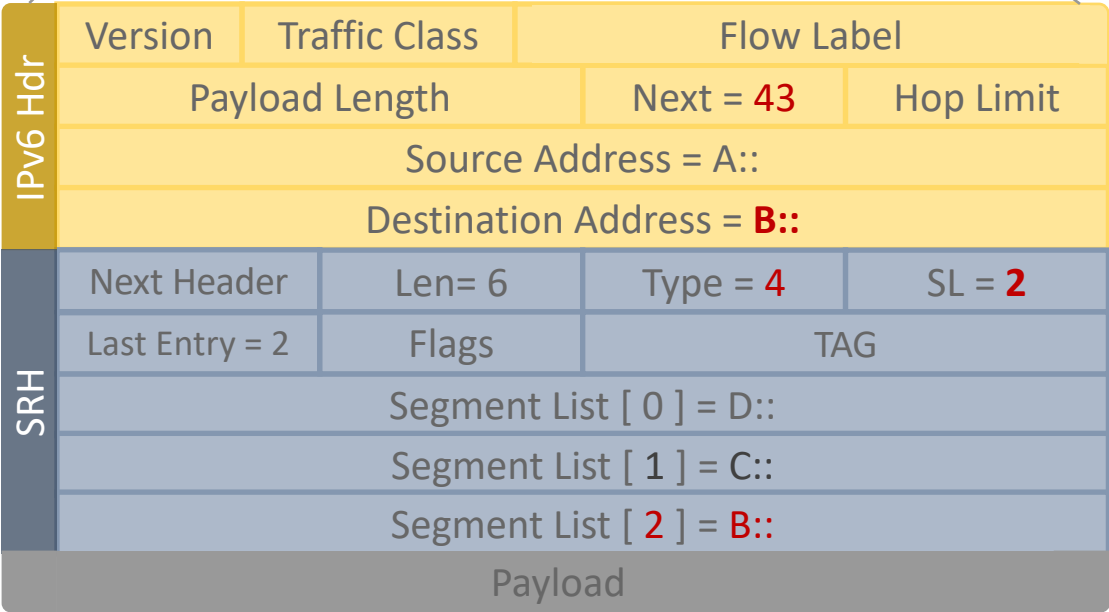 IPv6 Hdr
Version Traffic Class Flow Label
Payload Length Next = 43 Hop Limit
Source Address = A::
Destination Address = B::
SRH
Next Header Len= 6 Type = 4 SL = 2
Last Entry = 2 Flags TAG
Segment List [ 0 ] = D::
Segment List [ 1 ] = C::
Segment List [ 2 ] = B::
Payload